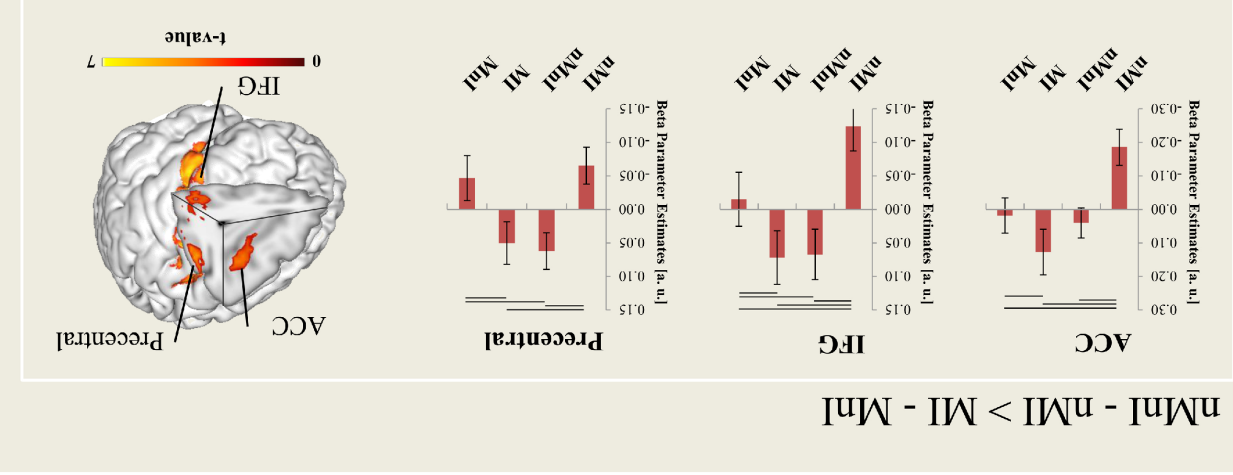 nMnI - nMI > MI - MnI
ACC
Beta Parameter Estimates [a. u.]
0.30
0.20
0.10
0.00
-0.10
-0.20
-0.30
nMI
nMnI
MI
MnI
IFG
Beta Parameter Estimates [a. u.]
0.15
0.10
0.05
0.00
-0.05
-0.10
-0.15
nMI
nMnI
MI
MnI
Precentral
Beta Parameter Estimates [a. u.]
0.15
0.10
0.05
0.00
-0.05
-0.10
-0.15
nMI
nMnI
MI
MnI
ACC
Precentral
IFG
0 7
t-value